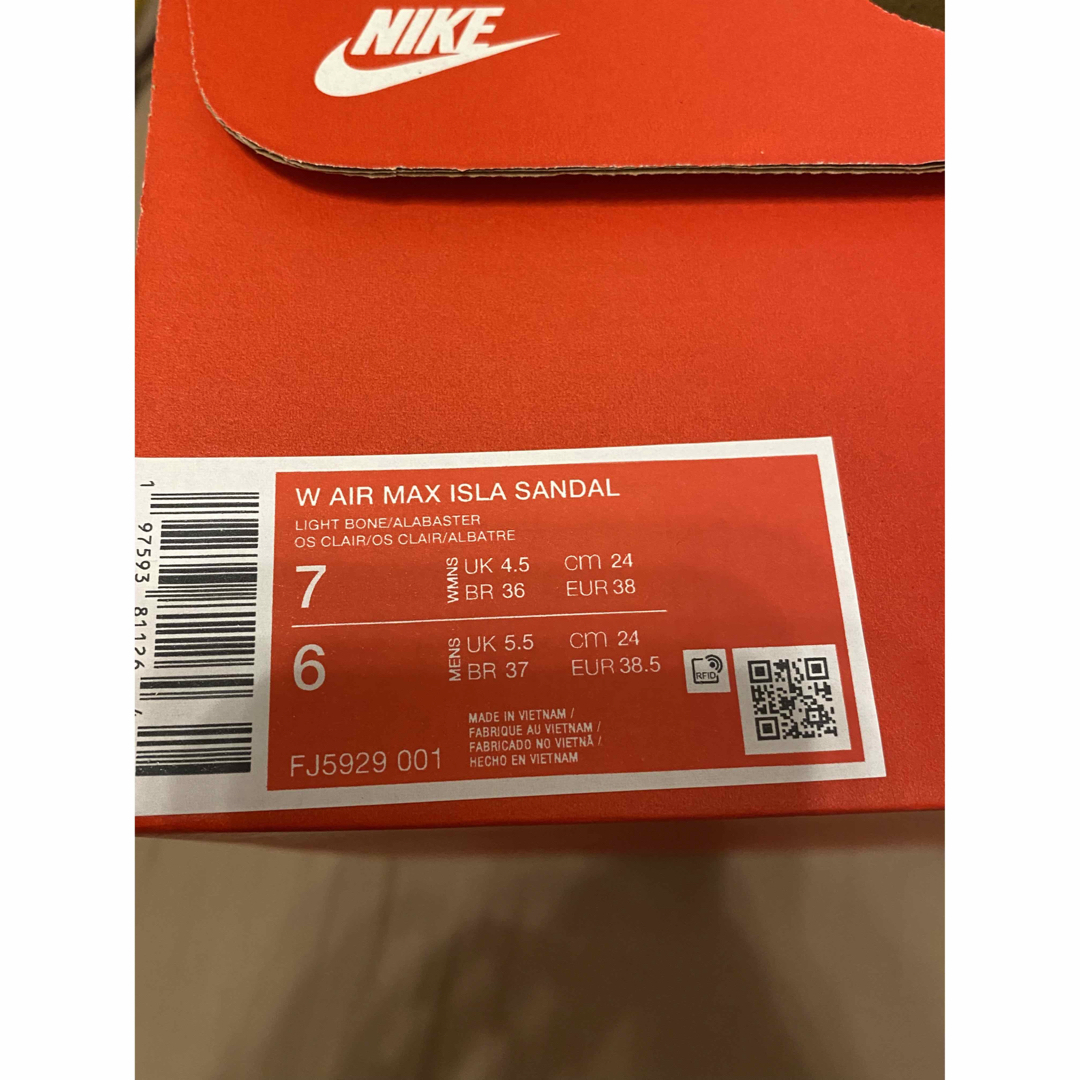 NIKE
W AIR MAX ISLA SANDAL
LIGHT BONE/ALABASTER
OS CLAIR/OS CLAIR/ALBATRE
7 WMNS UK 4.5 cm 24
BR 36 EUR 38
6 MENS UK 5.5 cm 24
BR 37 EUR 38.5
RFID
MADE IN VIETNAM /
FABRIQUE AU VIETNAM /
FABRICADO NO VIETNÃ /
HECHO EN VIETNAM
FJ5929 001
1 97593